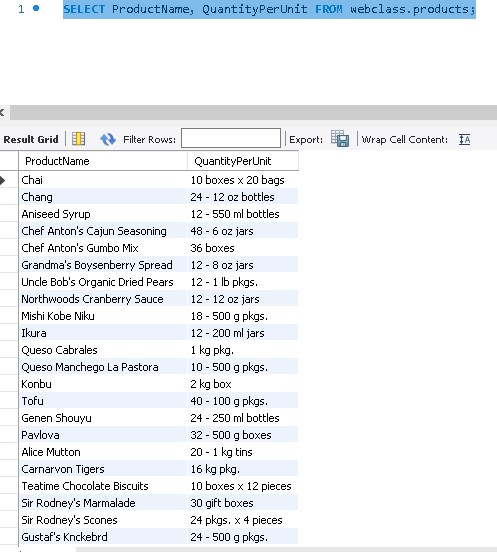 1 SELECT ProductName, QuantityPerUnit FROM webclass.products;
Result Grid Filter Rows: Export: Wrap Cell Content: IA
ProductName QuantityPerUnit
Chai 10 boxes x 20 bags
Chang 24 - 12 oz bottles
Aniseed Syrup 12 - 550 ml bottles
Chef Anton's Cajun Seasoning 48 - 6 oz jars
Chef Anton's Gumbo Mix 36 boxes
Grandma's Boysenberry Spread 12 - 8 oz jars
Uncle Bob's Organic Dried Pears 12 - 1 lb pkgs.
Northwoods Cranberry Sauce 12 - 12 oz jars
Mishi Kobe Niku 18 - 500 g pkgs.
Ikura 12 - 200 ml jars
Queso Cabrales 1 kg pkg.
Queso Manchego La Pastora 10 - 500 g pkgs.
Konbu 2 kg box
Tofu 40 - 100 g pkgs.
Genen Shouyu 24 - 250 ml bottles
Pavlova 32 - 500 g boxes
Alice Mutton 20 - 1 kg tins
Carnarvon Tigers 16 kg pkg.
Teatime Chocolate Biscuits 10 boxes x 12 pieces
Sir Rodney's Marmalade 30 gift boxes
Sir Rodney's Scones 24 pkgs. x 4 pieces
Gustaf's Knckebrd 24 - 500 g pkgs.